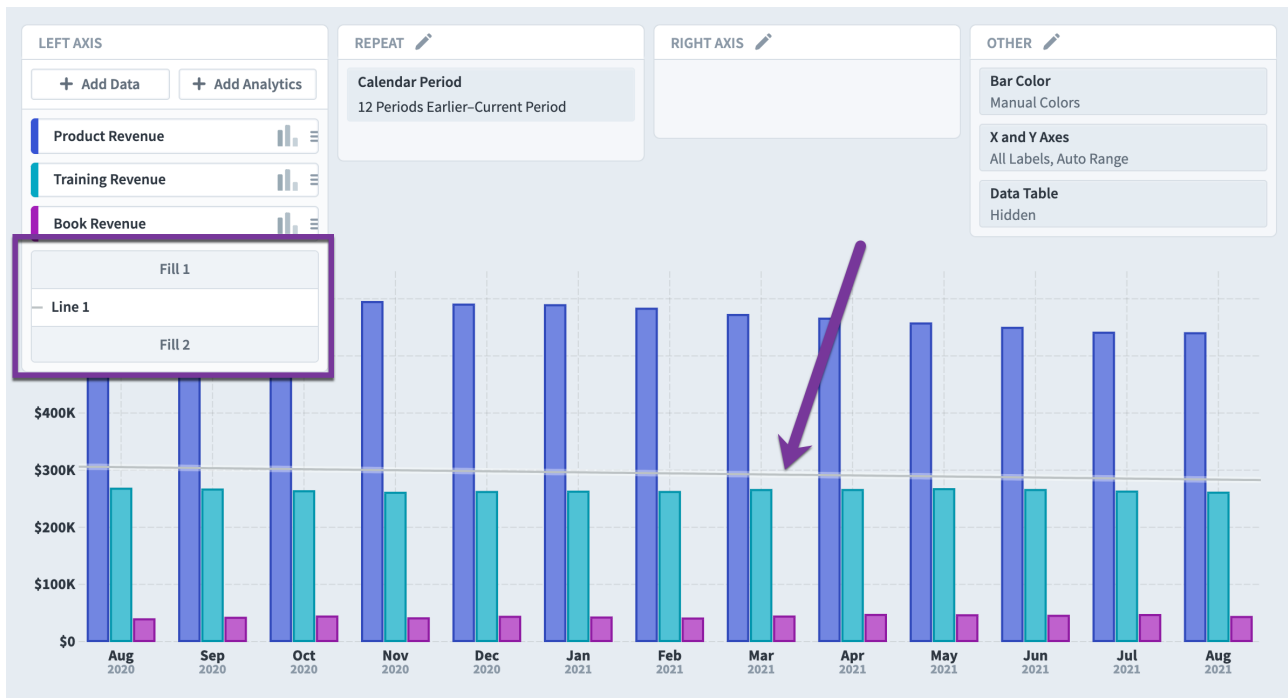 LEFT AXIS
Add Data
Add Analytics
Product Revenue
Training Revenue
Book Revenue
Fill 1
Line 1
Fill 2
REPEAT
Calendar Period
12 Periods Earlier–Current Period
RIGHT AXIS
OTHER
Bar Color
Manual Colors
X and Y Axes
All Labels, Auto Range
Data Table
Hidden
$400K
$300K
$200K
$100K
$0
Aug Sep Oct Nov Dec Jan Feb Mar Apr May Jun Jul Aug
2020 2020 2020 2020 2020 2021 2021 2021 2021 2021 2021 2021 2021